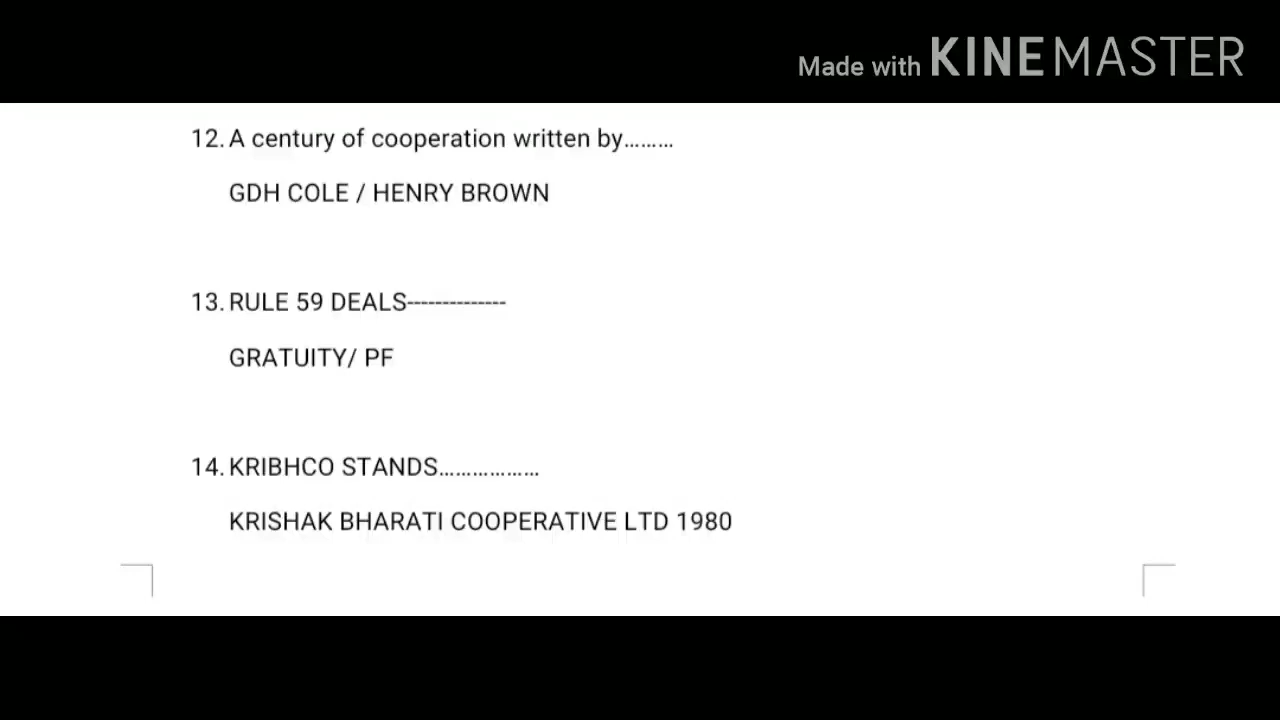 Made with KINEMASTER
12. A century of cooperation written by.........
GDH COLE / HENRY BROWN
13. RULE 59 DEALS--------------
GRATUITY/ PF
14. KRIBHCO STANDS..................
KRISHAK BHARATI COOPERATIVE LTD 1980